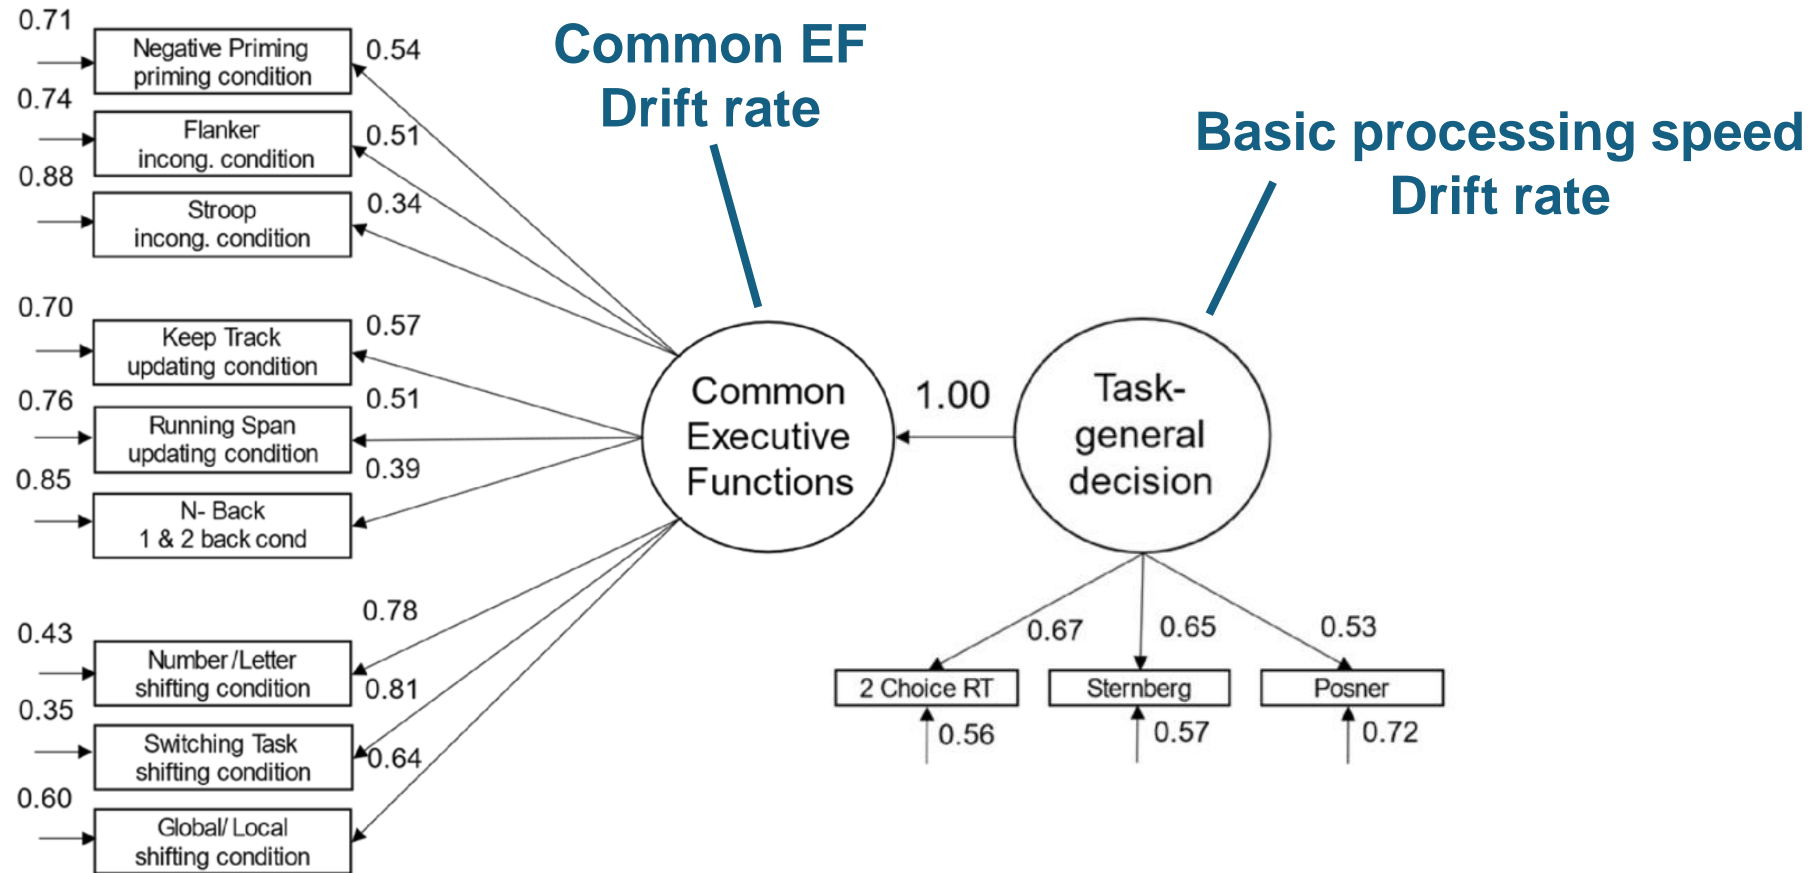 Common EF
Drift rate
Basic processing speed
Drift rate
0.71
Negative Priming
priming condition
0.54
0.74
Flanker
incong. condition
0.51
0.88
Stroop
incong. condition
0.34
0.70
Keep Track
updating condition
0.57
0.76
Running Span
updating condition
0.51
0.85
N- Back
1 & 2 back cond
0.39
0.43
Number/Letter
shifting condition
0.78
0.35
Switching Task
shifting condition
0.81
0.60
Global/ Local
shifting condition
0.64
Common
Executive
Functions
1.00
Task-
general
decision
0.67
0.65
0.53
2 Choice RT
Sternberg
Posner
0.56
0.57
0.72